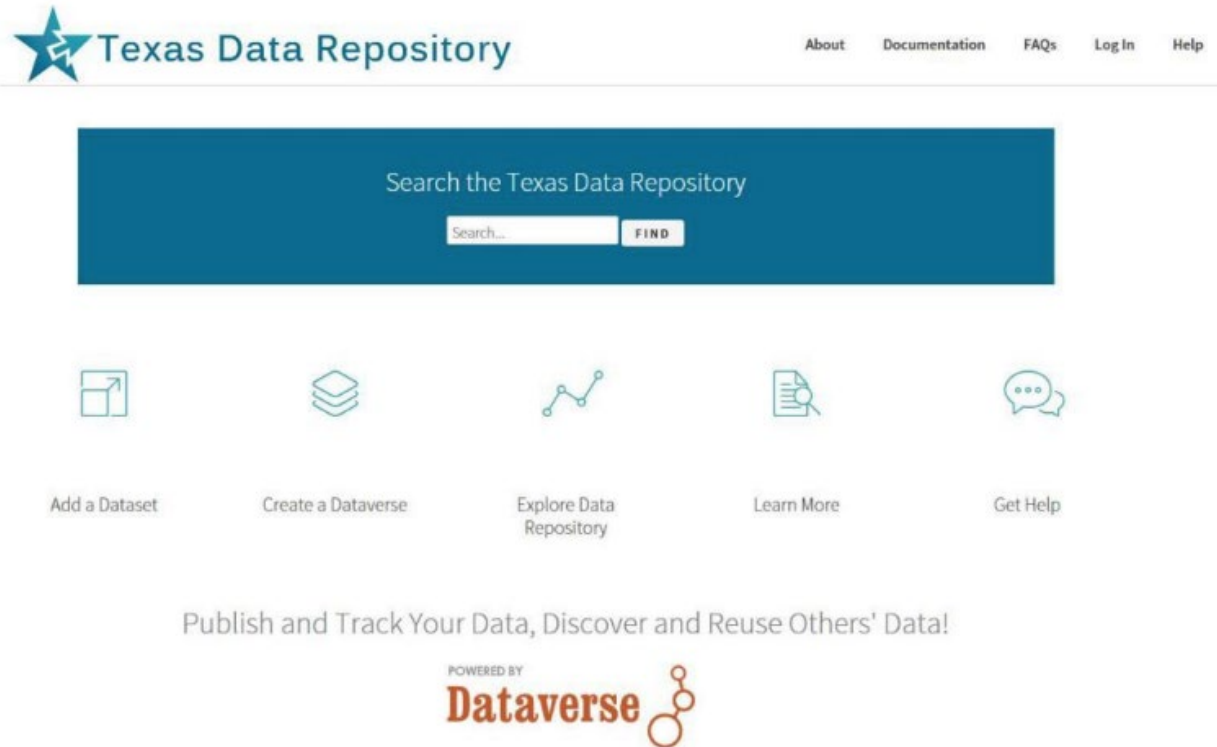 Texas Data Repository
About Documentation FAQs Log In Help
Search the Texas Data Repository
Search...
FIND
Add a Dataset
Create a Dataverse
Explore Data
Repository
Learn More
Get Help
Publish and Track Your Data, Discover and Reuse Others' Data!
POWERED BY
Dataverse